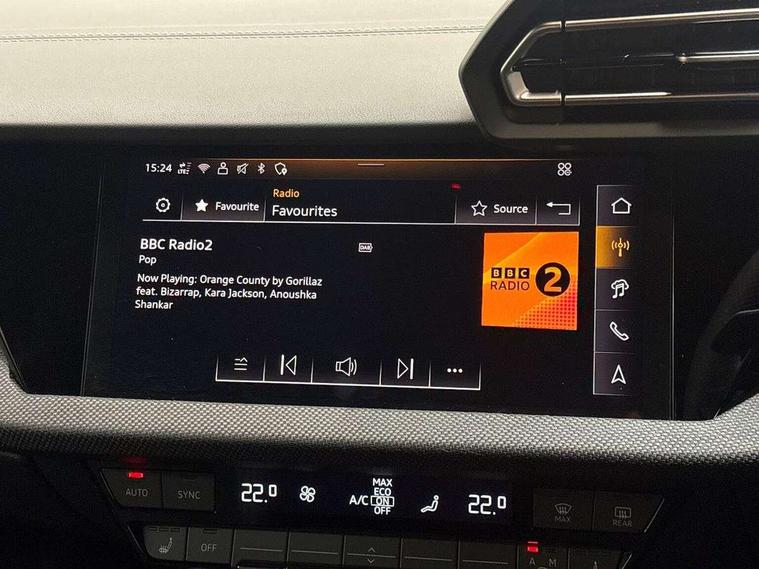 15:24 LTE
Radio
Favourite Favourites Source
BBC Radio2 DAB
Pop
Now Playing: Orange County by Gorillaz
feat. Bizarrap, Kara Jackson, Anoushka
Shankar
BBC
RADIO 2
AUTO SYNC 22.0 A/C MAX
ECO
ON
OFF
22.0 MAX REAR
OFF A M